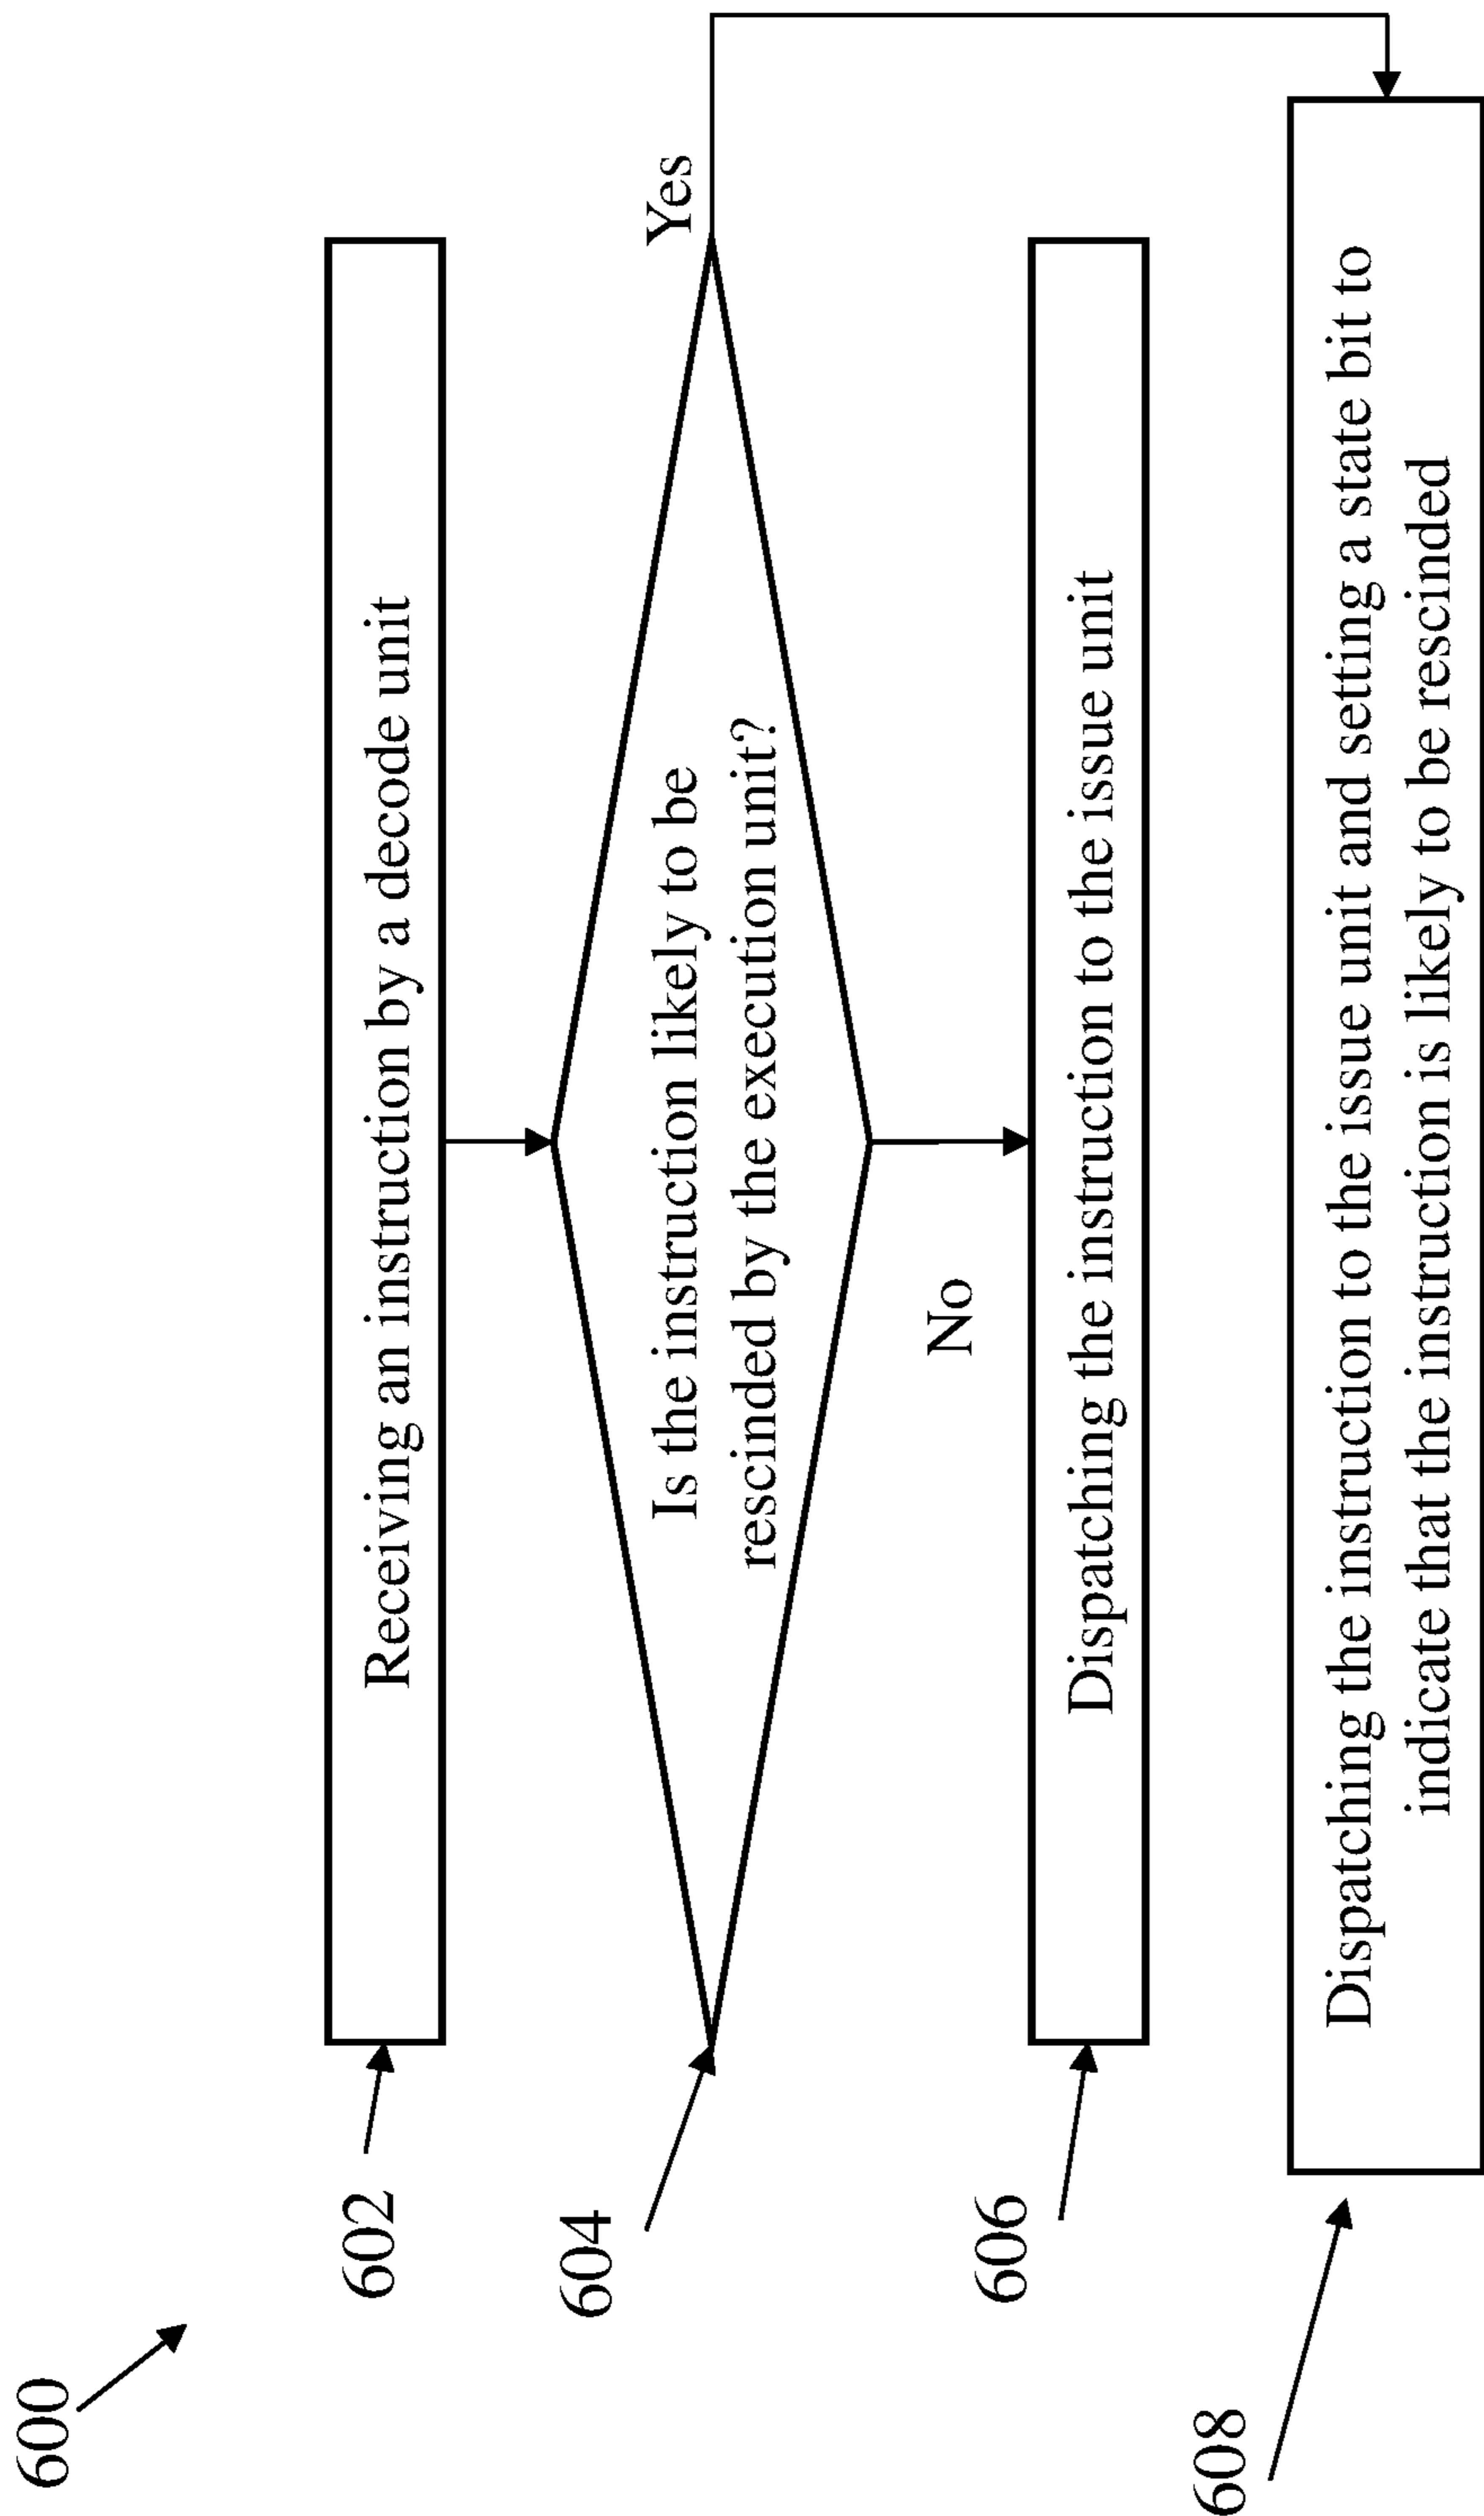 600
602
Receiving an instruction by a decode unit
604
Is the instruction likely to be
rescinded by the execution unit?
Yes
No
606
Dispatching the instruction to the issue unit
608
Dispatching the instruction to the issue unit and setting a state bit to
indicate that the instruction is likely to be rescinded